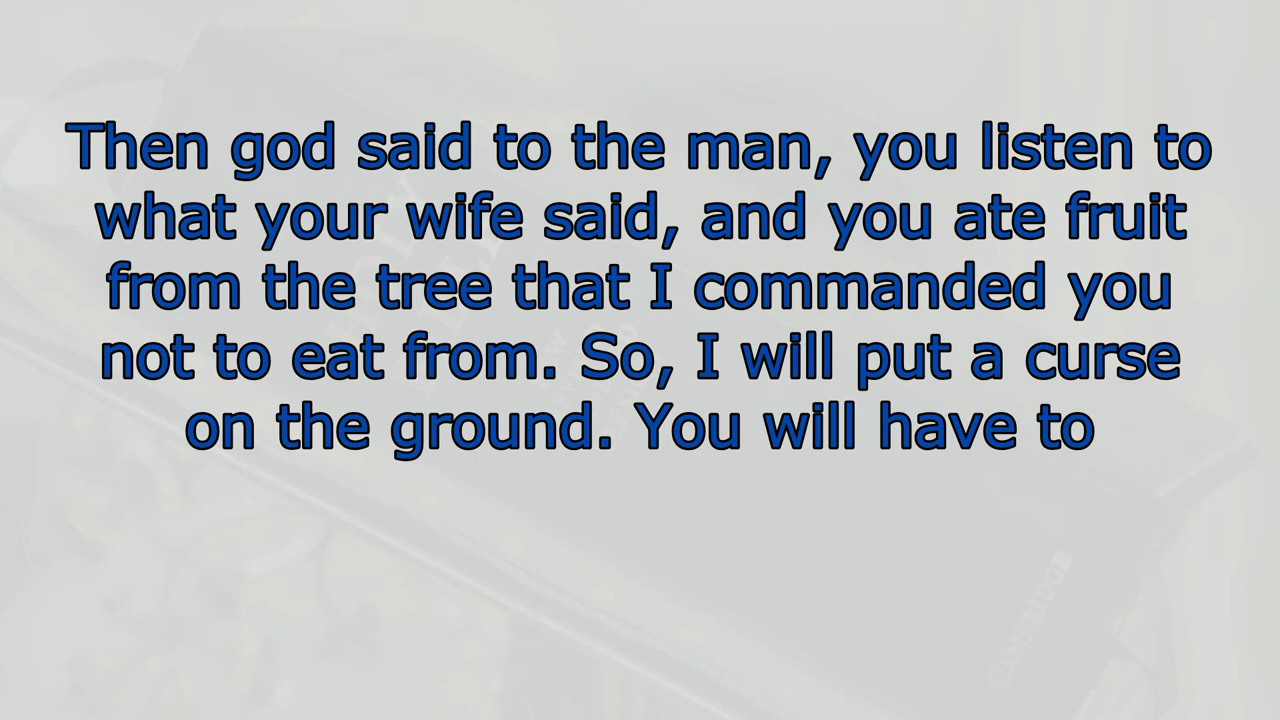 Then god said to the man, you listen to
what your wife said, and you ate fruit
from the tree that I commanded you
not to eat from. So, I will put a curse
on the ground. You will have to
CAMBRIDGE